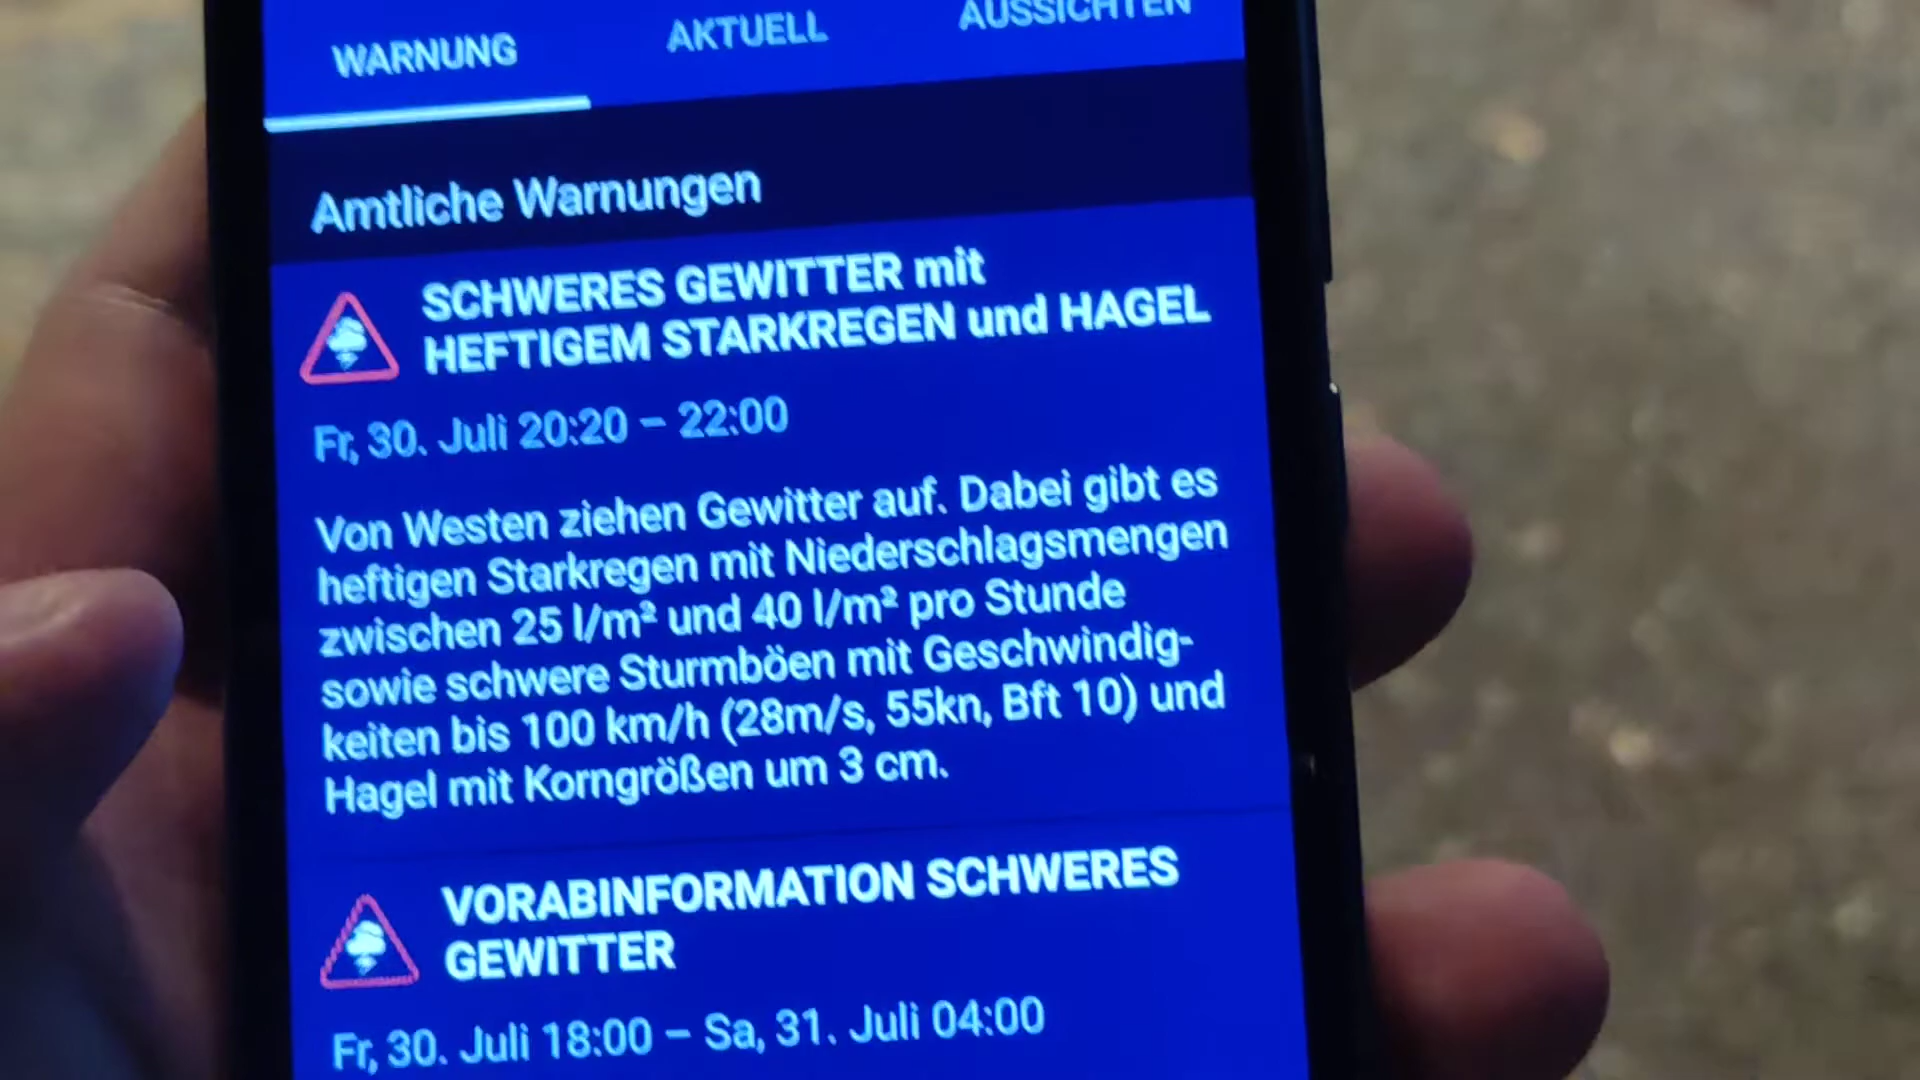 WARNUNG AKTUELL AUSSICHTEN
Amtliche Warnungen
SCHWERES GEWITTER mit
HEFTIGEM STARKREGEN und HAGEL
Fr, 30. Juli 20:20 – 22:00
Von Westen ziehen Gewitter auf. Dabei gibt es
heftigen Starkregen mit Niederschlagsmengen
zwischen 25 l/m² und 40 l/m² pro Stunde
sowie schwere Sturmböen mit Geschwindig-
keiten bis 100 km/h (28m/s, 55kn, Bft 10) und
Hagel mit Korngrößen um 3 cm.
VORABINFORMATION SCHWERES
GEWITTER
Fr, 30. Juli 18:00 – Sa, 31. Juli 04:00